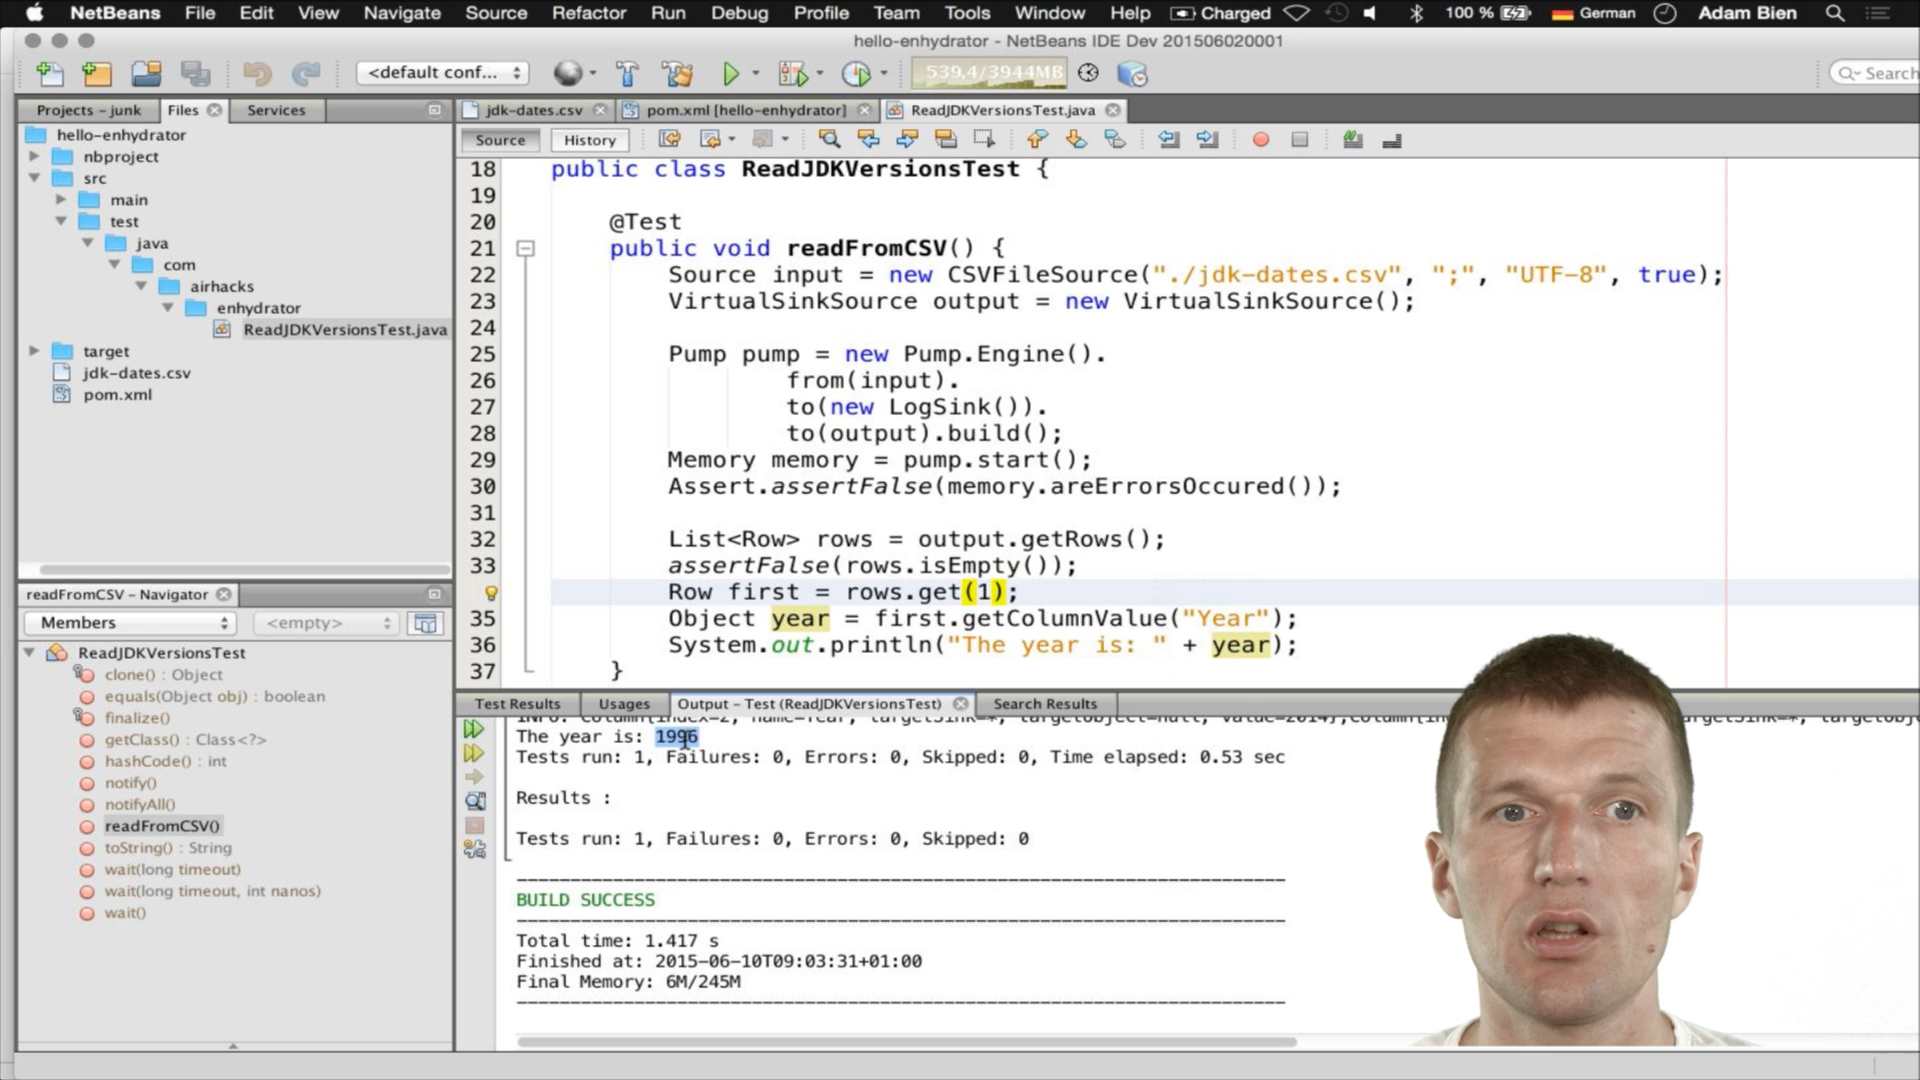 NetBeans File Edit View Navigate Source Refactor Run Debug Profile Team Tools Window Help Charged 100 % German Adam Bien
hello-enhydrator - NetBeans IDE Dev 201506020001
<default conf... 539,4/3944MB Search
Projects - junk Files Services
jdk-dates.csv pom.xml [hello-enhydrator] ReadJDKVersionsTest.java
Source History
hello-enhydrator
nbproject
src
main
test
java
com
airhacks
enhydrator
ReadJDKVersionsTest.java
target
jdk-dates.csv
pom.xml
18 public class ReadJDKVersionsTest {
19
20 @Test
21 public void readFromCSV() {
22 Source input = new CSVFileSource("./jdk-dates.csv", ";", "UTF-8", true);
23 VirtualSinkSource output = new VirtualSinkSource();
24
25 Pump pump = new Pump.Engine().
26 from(input).
27 to(new LogSink()).
28 to(output).build();
29 Memory memory = pump.start();
30 Assert.assertFalse(memory.areErrorsOccured());
31
32 List<Row> rows = output.getRows();
33 assertFalse(rows.isEmpty());
Row first = rows.get(1);
35 Object year = first.getColumnValue("Year");
36 System.out.println("The year is: " + year);
37 }
readFromCSV - Navigator
Members <empty>
ReadJDKVersionsTest
clone() : Object
equals(Object obj) : boolean
finalize()
getClass() : Class<?>
hashCode() : int
notify()
notifyAll()
readFromCSV()
toString() : String
wait(long timeout)
wait(long timeout, int nanos)
wait()
Test Results Usages Output - Test (ReadJDKVersionsTest) Search Results
The year is: 1996
Tests run: 1, Failures: 0, Errors: 0, Skipped: 0, Time elapsed: 0.53 sec
Results :
Tests run: 1, Failures: 0, Errors: 0, Skipped: 0
BUILD SUCCESS
Total time: 1.417 s
Finished at: 2015-06-10T09:03:31+01:00
Final Memory: 6M/245M